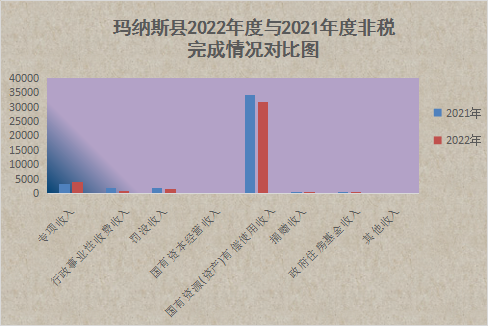 玛纳斯县2022年度与2021年度非税
完成情况对比图
40000
35000
30000
25000
20000
15000
10000
5000
0
2021年
2022年
专项收入
行政事业性收费收入
罚没收入
国有资本经营收入
国有资源(资产)有偿使用收入
捐赠收入
政府住房基金收入
其他收入